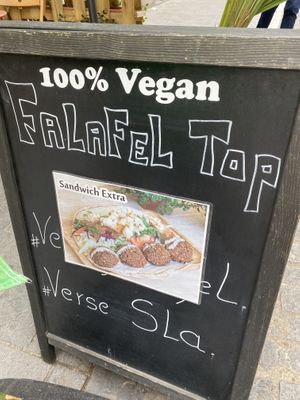 100% Vegan
FALAFEL TOP
Sandwich Extra
#Verse Sla.